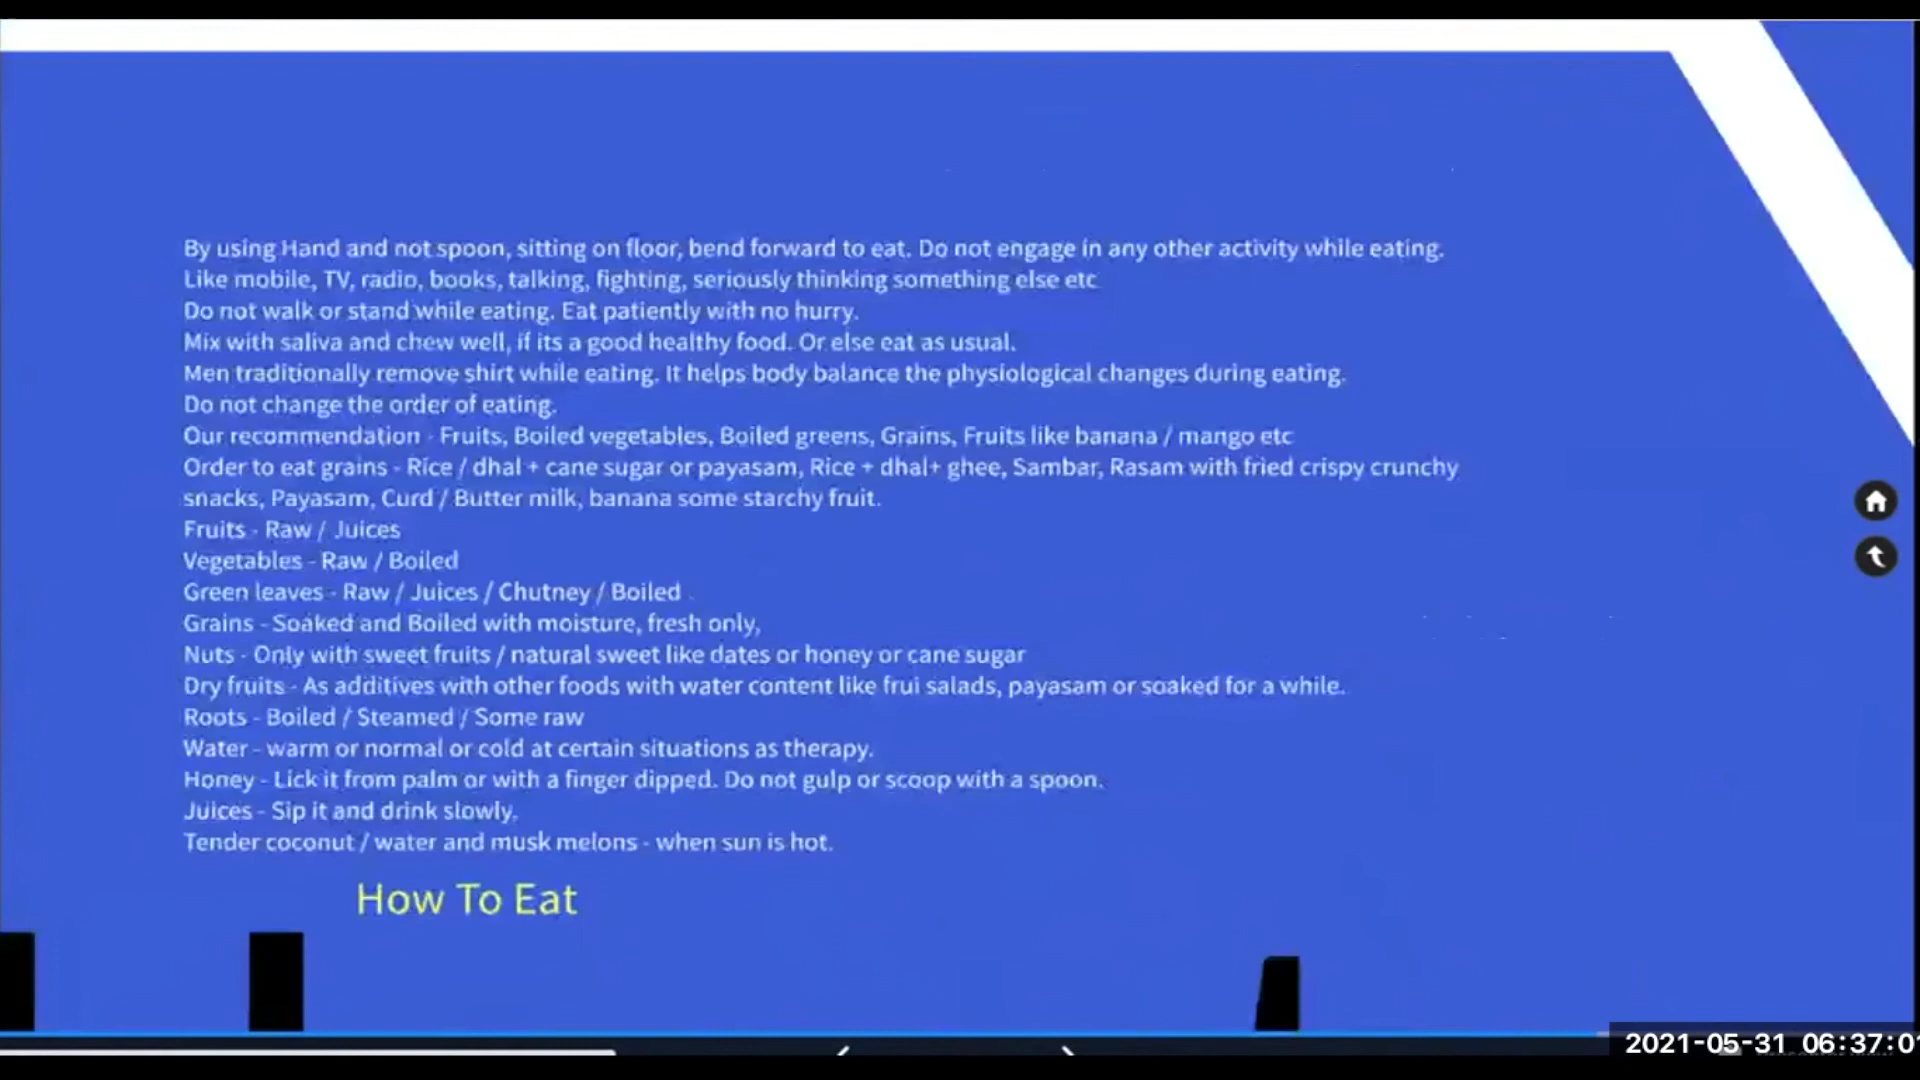 By using Hand and not spoon, sitting on floor, bend forward to eat. Do not engage in any other activity while eating.
Like mobile, TV, radio, books, talking, fighting, seriously thinking something else etc
Do not walk or stand while eating. Eat patiently with no hurry.
Mix with saliva and chew well, if its a good healthy food. Or else eat as usual.
Men traditionally remove shirt while eating. It helps body balance the physiological changes during eating.
Do not change the order of eating.
Our recommendation - Fruits, Boiled vegetables, Boiled greens, Grains, Fruits like banana / mango etc
Order to eat grains - Rice / dhal + cane sugar or payasam, Rice + dhal+ ghee, Sambar, Rasam with fried crispy crunchy
snacks, Payasam, Curd / Butter milk, banana some starchy fruit.
Fruits - Raw / Juices
Vegetables - Raw / Boiled
Green leaves - Raw / Juices / Chutney / Boiled
Grains - Soaked and Boiled with moisture, fresh only,
Nuts - Only with sweet fruits / natural sweet like dates or honey or cane sugar
Dry fruits - As additives with other foods with water content like frui salads, payasam or soaked for a while.
Roots - Boiled / Steamed / Some raw
Water - warm or normal or cold at certain situations as therapy.
Honey - Lick it from palm or with a finger dipped. Do not gulp or scoop with a spoon.
Juices - Sip it and drink slowly.
Tender coconut / water and musk melons - when sun is hot.
How To Eat
2021-05-31 06:37:01